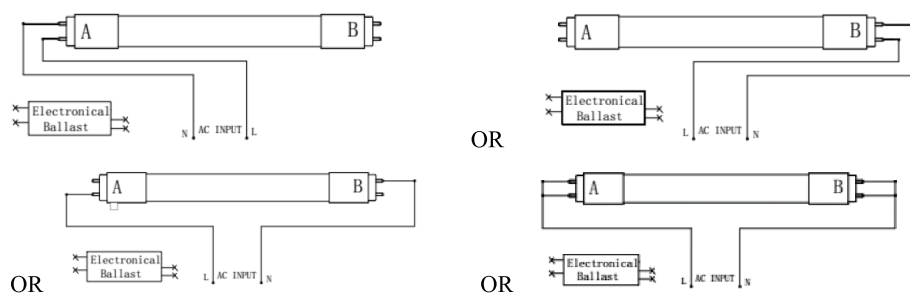 A B
Electronical
Ballast
N AC INPUT L
OR
A B
Electronical
Ballast
L AC INPUT N
OR
A B
Electronical
Ballast
L AC INPUT N
OR
A B
Electronical
Ballast
L AC INPUT N